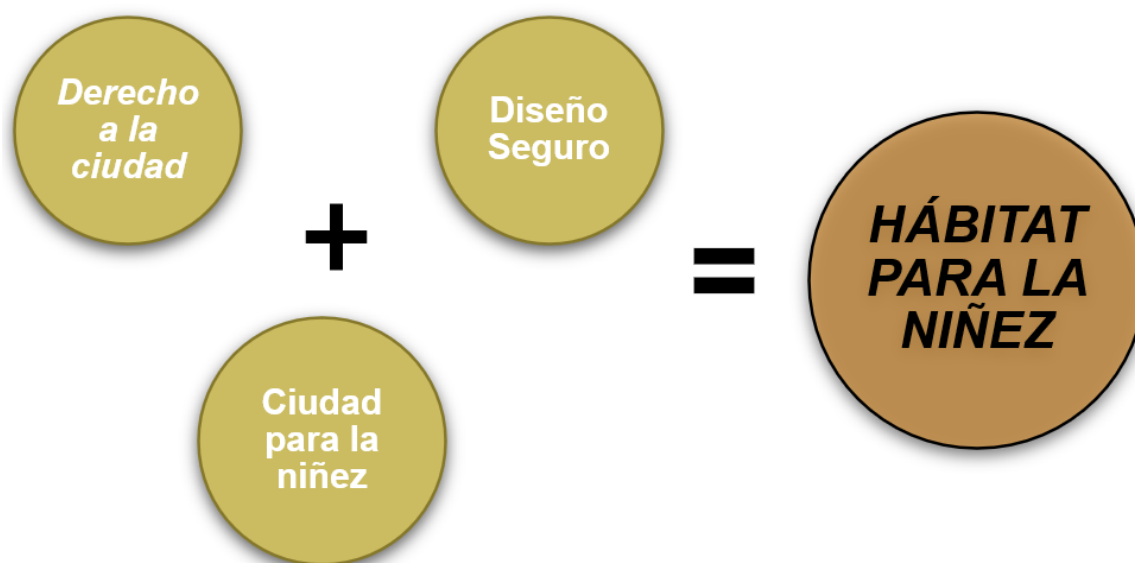 Derecho
a la
ciudad
Diseño
Seguro
+
=
HÁBITAT
PARA LA
NIÑEZ
Ciudad
para la
niñez